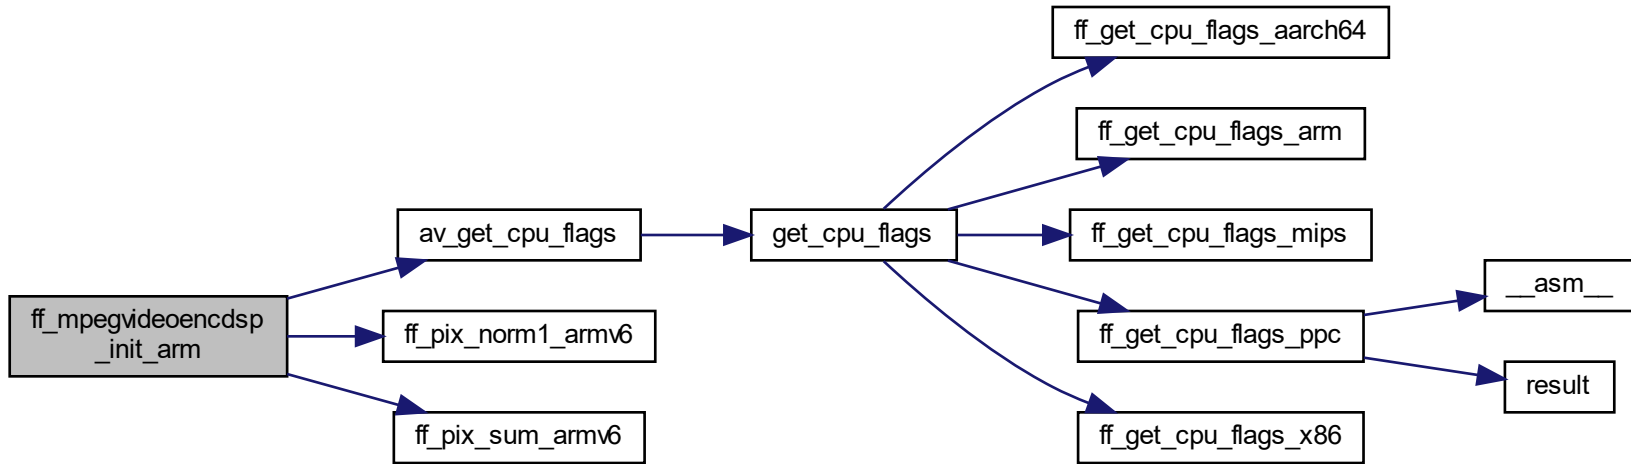 ff_mpegvideoencdsp
_init_arm
av_get_cpu_flags
ff_pix_norm1_armv6
ff_pix_sum_armv6
get_cpu_flags
ff_get_cpu_flags_aarch64
ff_get_cpu_flags_arm
ff_get_cpu_flags_mips
ff_get_cpu_flags_ppc
ff_get_cpu_flags_x86
__asm__
result